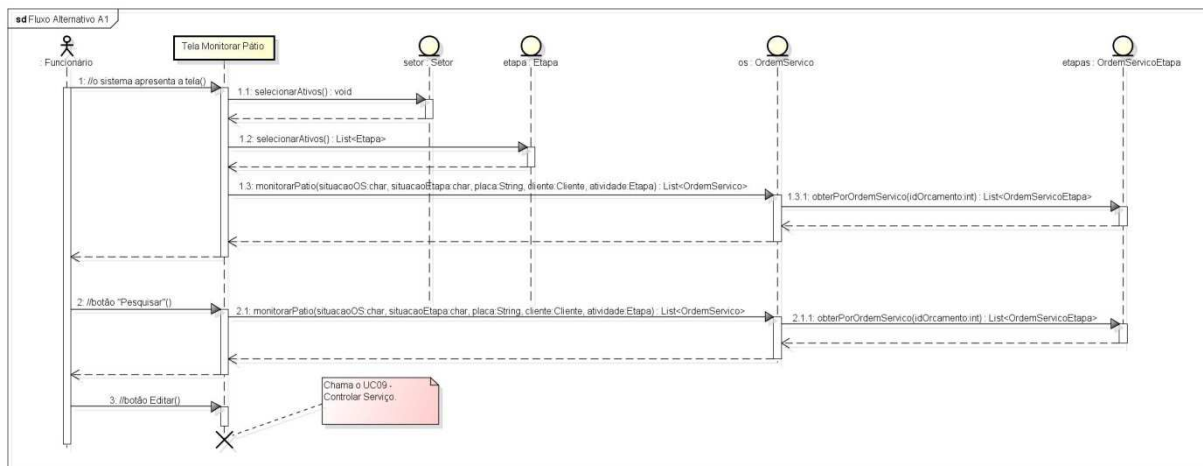 sd Fluxo Alternativo A1
: Funcionário
Tela Monitorar Pátio
setor : Setor
etapa : Etapa
os : OrdemServico
etapas : OrdemServicoEtapa
1: //o sistema apresenta a tela()
1.1: selecionarAtivos() : void
1.2: selecionarAtivos() : List<Etapa>
1.3: monitorarPatio(situacaoOS:char, situacaoEtapa:char, placa:String, cliente:Cliente, atividade:Etapa) : List<OrdemServico>
1.3.1: obterPorOrdemServico(idOrcamento:int) : List<OrdemServicoEtapa>
2: //botão "Pesquisar"()
2.1: monitorarPatio(situacaoOS:char, situacaoEtapa:char, placa:String, cliente:Cliente, atividade:Etapa) : List<OrdemServico>
2.1.1: obterPorOrdemServico(idOrcamento:int) : List<OrdemServicoEtapa>
3: //botão Editar()
Chama o UC09 -
Controlar Serviço.